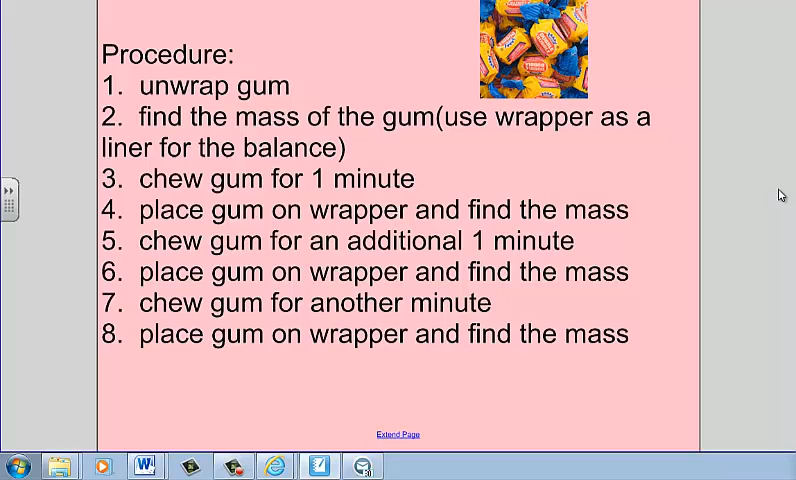 Procedure:
1. unwrap gum
2. find the mass of the gum(use wrapper as a
liner for the balance)
3. chew gum for 1 minute
4. place gum on wrapper and find the mass
5. chew gum for an additional 1 minute
6. place gum on wrapper and find the mass
7. chew gum for another minute
8. place gum on wrapper and find the mass
Extend Page
30